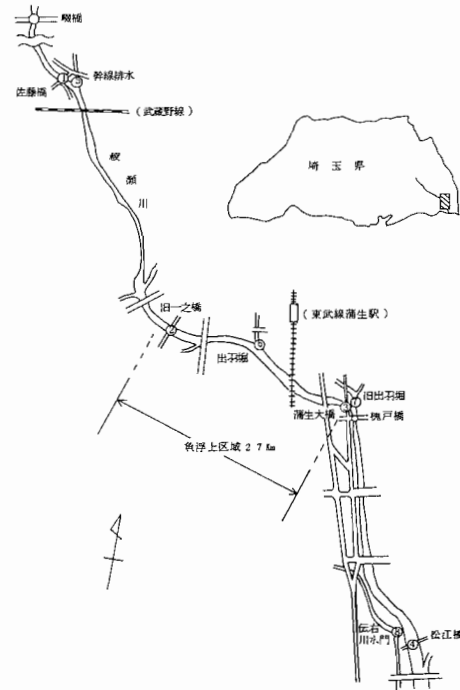 畷橋
幹線排水
佐藤橋
(武蔵野線)
綾瀬川
埼玉県
旧一之橋
(東武線蒲生駅)
出羽堀
旧出羽堀
蒲生大橋
槐戸橋
魚浮上区域 2.7Km
伝右
川水門
松江橋